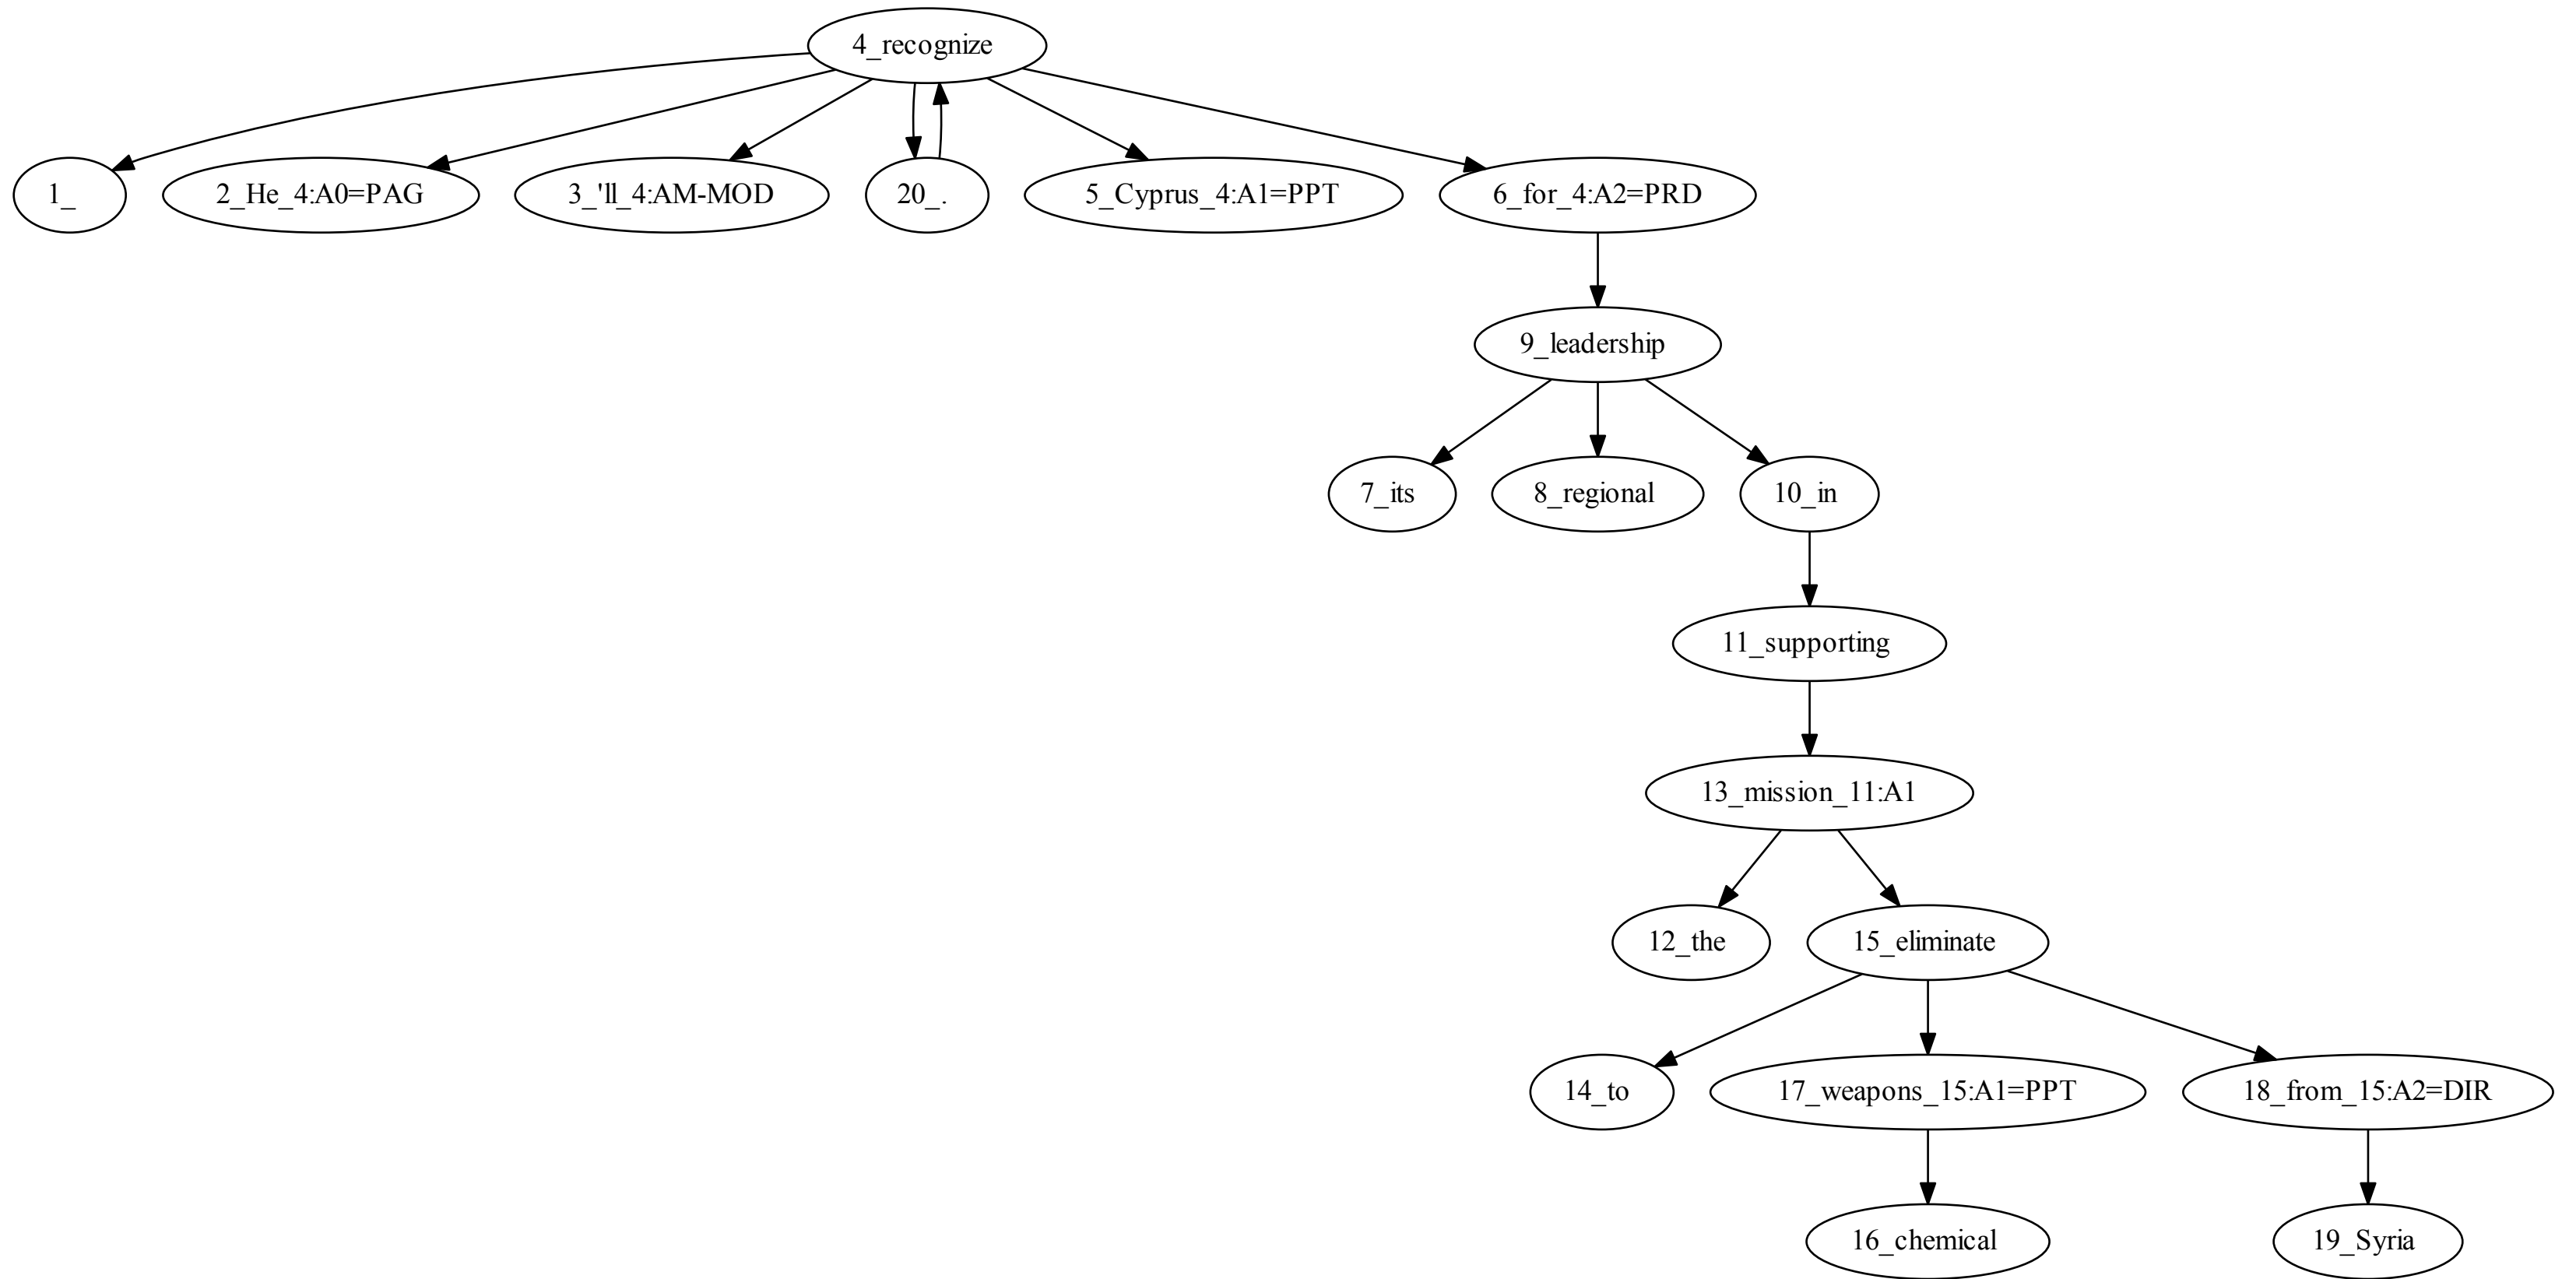 4_recognize
1_
2_He_4:A0=PAG
3_'ll_4:AM-MOD
20_.
5_Cyprus_4:A1=PPT
6_for_4:A2=PRD
9_leadership
7_its
8_regional
10_in
11_supporting
13_mission_11:A1
12_the
15_eliminate
14_to
17_weapons_15:A1=PPT
18_from_15:A2=DIR
16_chemical
19_Syria